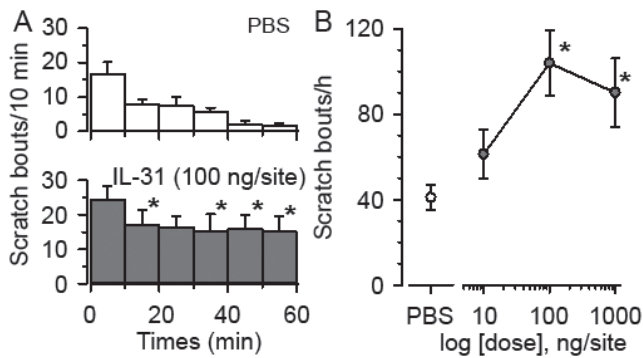 A
PBS
Scratch bouts/10 min
30
20
10
0
IL-31 (100 ng/site)
30
20
10
0
* * * *
0 20 40 60
Times (min)
B
Scratch bouts/h
120
80
40
0
* *
PBS 10 100 1000
log [dose], ng/site